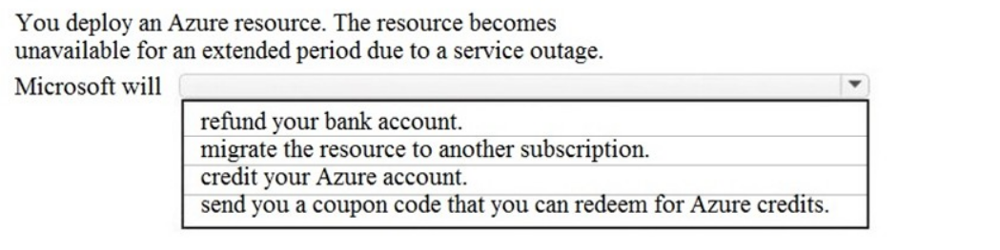 You deploy an Azure resource. The resource becomes
unavailable for an extended period due to a service outage.
Microsoft will
refund your bank account.
migrate the resource to another subscription.
credit your Azure account.
send you a coupon code that you can redeem for Azure credits.